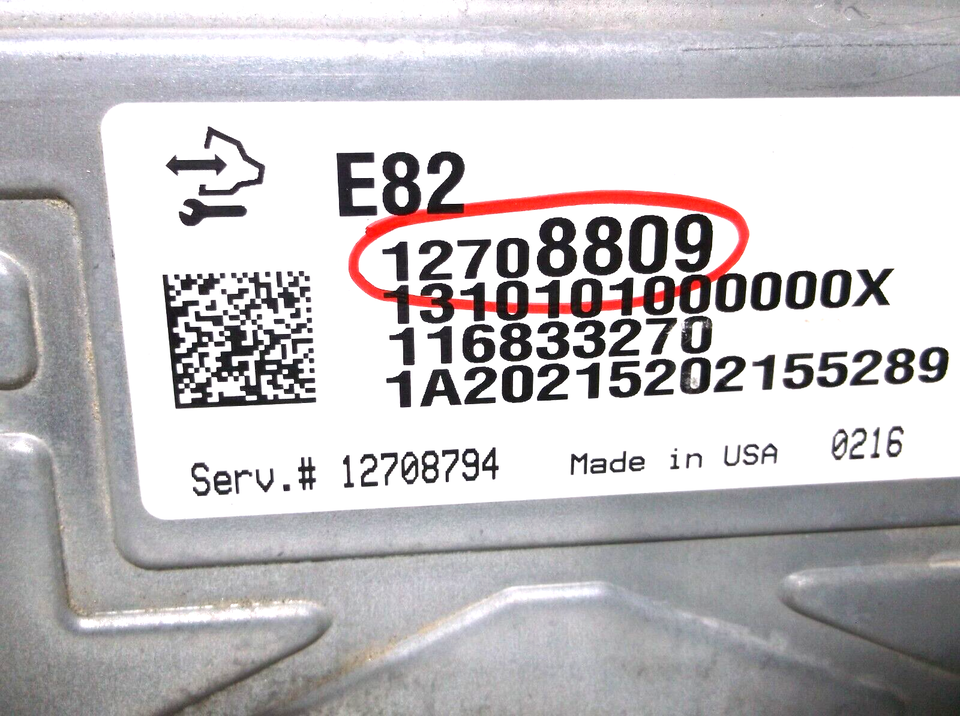 E82
12708809
1310101000000X
116833270
1A20215202155289
Serv.# 12708794 Made in USA 0216